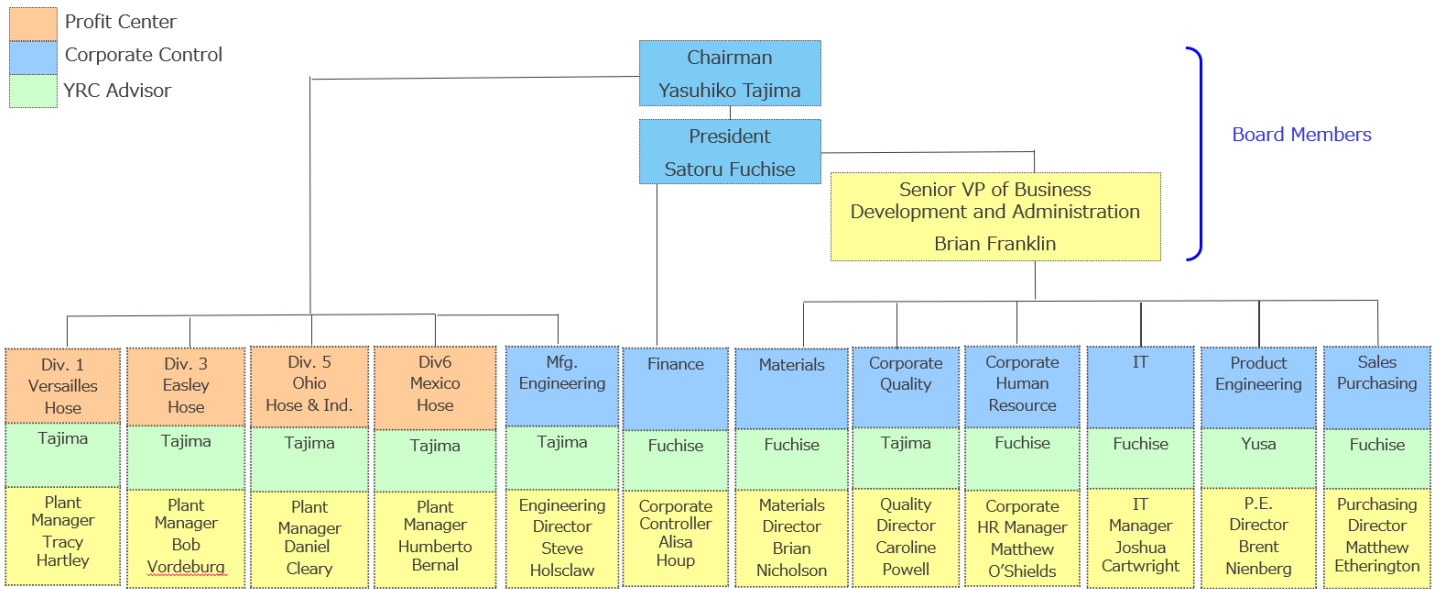 Profit Center
Corporate Control
YRC Advisor
Chairman
Yasuhiko Tajima
President
Satoru Fuchise
Senior VP of Business
Development and Administration
Brian Franklin
Board Members
Div. 1
Versailles
Hose
Tajima
Plant
Manager
Tracy
Hartley
Div. 3
Easley
Hose
Tajima
Plant
Manager
Bob
Vordeburg
Div. 5
Ohio
Hose & Ind.
Tajima
Plant
Manager
Daniel
Cleary
Div6
Mexico
Hose
Tajima
Plant
Manager
Humberto
Bernal
Mfg.
Engineering
Tajima
Engineering
Director
Steve
Holsclaw
Finance
Fuchise
Corporate
Controller
Alisa
Houp
Materials
Fuchise
Materials
Director
Brian
Nicholson
Corporate
Quality
Tajima
Quality
Director
Caroline
Powell
Corporate
Human
Resource
Fuchise
Corporate
HR Manager
Matthew
O’Shields
IT
Fuchise
IT
Manager
Joshua
Cartwright
Product
Engineering
Yusa
P.E.
Director
Brent
Nienberg
Sales
Purchasing
Fuchise
Purchasing
Director
Matthew
Etherington